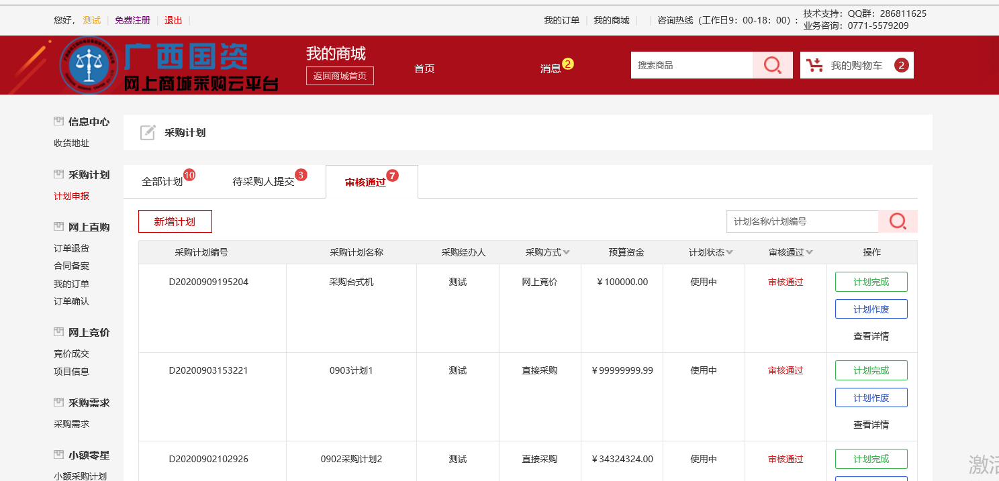 您好， 测试 | 免费注册 | 退出 |
我的订单 | 我的商城 | | 咨询热线（工作日9：00-18：00）：
技术支持：QQ群：286811625
业务咨询：0771-5579209
广西国资
网上商城采购云平台
我的商城
返回商城首页
首页
消息 2
搜索商品
我的购物车 2
信息中心
收货地址
采购计划
计划申报
网上直购
订单退货
合同备案
我的订单
订单确认
网上竞价
竞价成交
项目信息
采购需求
采购需求
小额零星
小额采购计划
采购计划
全部计划 10 待采购人提交 3 审核通过 7
新增计划
计划名称/计划编号
采购计划编号 采购计划名称 采购经办人 采购方式 预算资金 计划状态 审核通过 操作
D20200909195204 采购台式机 测试 网上竞价 ￥100000.00 使用中 审核通过 计划完成
计划作废
查看详情
D20200903153221 0903计划1 测试 直接采购 ￥99999999.99 使用中 审核通过 计划完成
计划作废
查看详情
D20200902102926 0902采购计划2 测试 直接采购 ￥34324324.00 使用中 审核通过 计划完成
激活